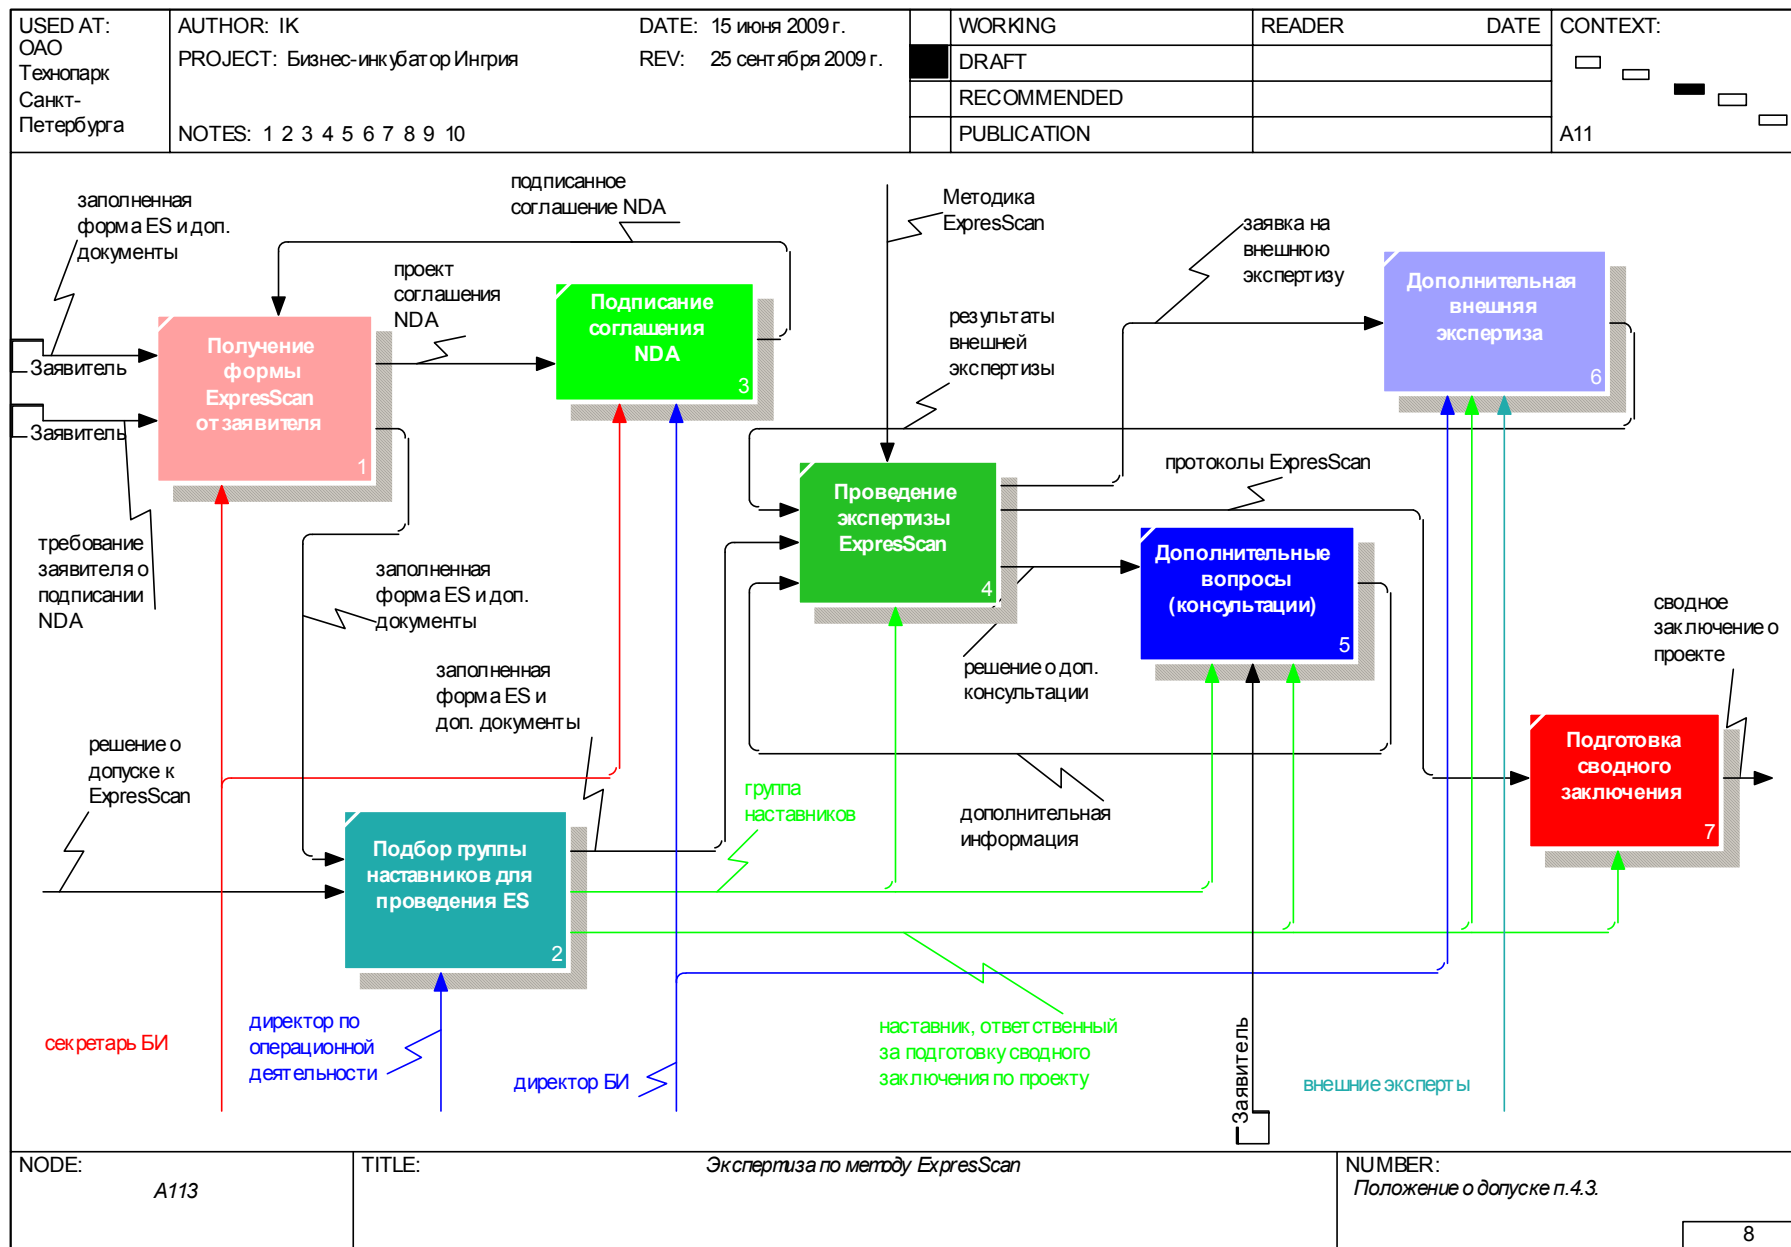 USED AT:
ОАО
Технопарк
Санкт-
Петербурга
AUTHOR: IK
DATE: 15 июня 2009 г.
PROJECT: Бизнес-инкубатор Ингрия
REV: 25 сентября 2009 г.
NOTES: 1 2 3 4 5 6 7 8 9 10
WORKING
DRAFT
RECOMMENDED
PUBLICATION
READER
DATE
CONTEXT:
A11
заполненная
форма ES и доп.
документы
подписанное
соглашение NDA
проект
соглашения
NDA
Методика
ExpresScan
заявка на
внешнюю
экспертизу
результаты
внешней
экспертизы
Заявитель
Заявитель
Получение
формы
ExpresScan
от заявителя
1
Подписание
соглашения
NDA
3
Дополнительная
внешняя
экспертиза
6
протоколы ExpresScan
Проведение
экспертизы
ExpresScan
4
Дополнительные
вопросы
(консультации)
5
требование
заявителя о
подписании
NDA
заполненная
форма ES и доп.
документы
заполненная
форма ES и
доп. документы
решение о доп.
консультации
сводное
заключение о
проекте
решение о
допуске к
ExpresScan
группа
наставников
дополнительная
информация
Подготовка
сводного
заключения
7
Подбор группы
наставников для
проведения ES
2
секретарь БИ
директор по
операционной
деятельности
директор БИ
наставник, ответственный
за подготовку сводного
заключения по проекту
Заявитель
внешние эксперты
NODE:
A113
TITLE:
Экспертиза по методу ExpresScan
NUMBER:
Положение о допуске п.4.3.
8